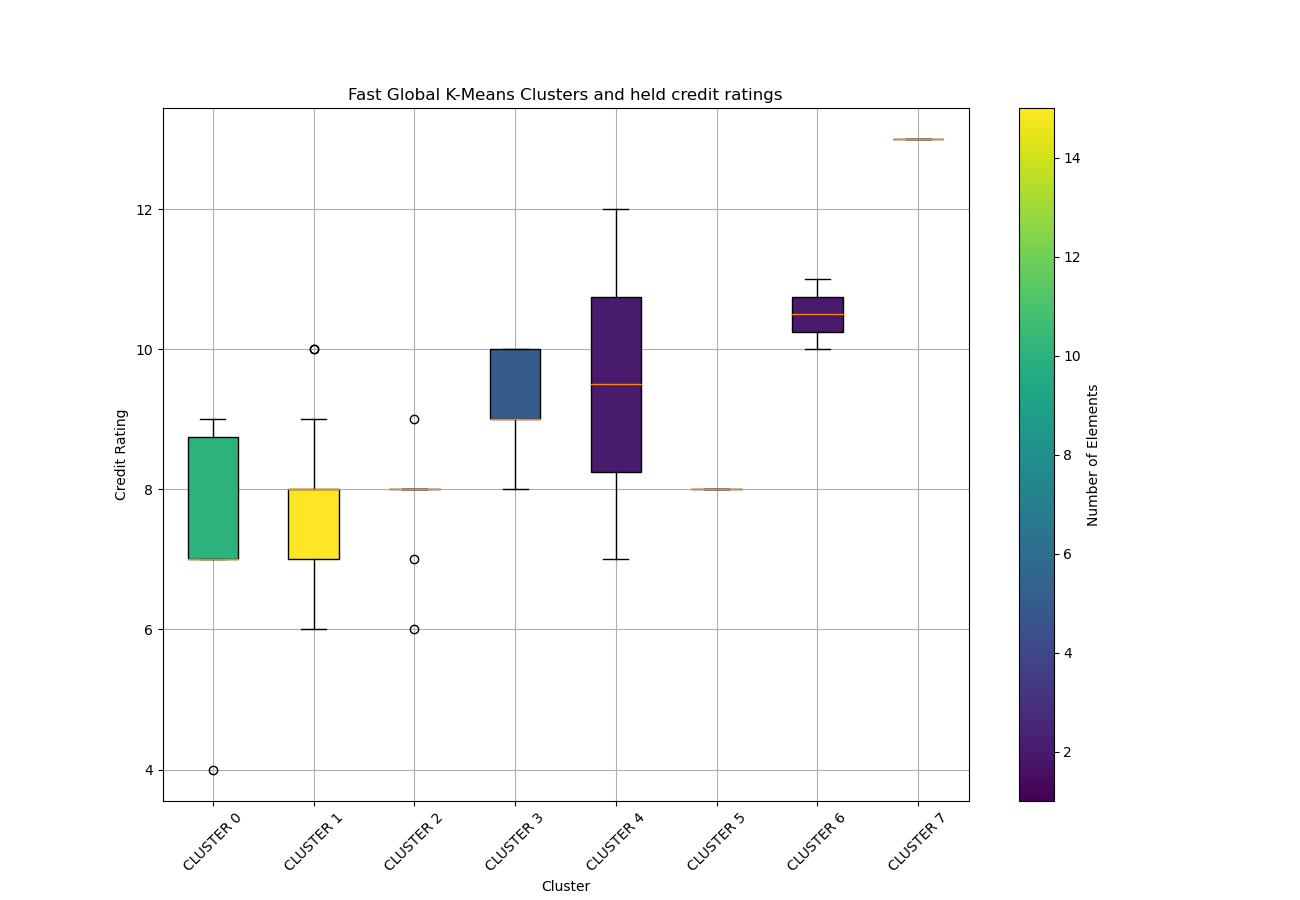 Fast Global K-Means Clusters and held credit ratings
Credit Rating
12
10
8
6
4
CLUSTER 0
CLUSTER 1
CLUSTER 2
CLUSTER 3
CLUSTER 4
CLUSTER 5
CLUSTER 6
CLUSTER 7
Cluster
14
12
10
8
6
4
2
Number of Elements